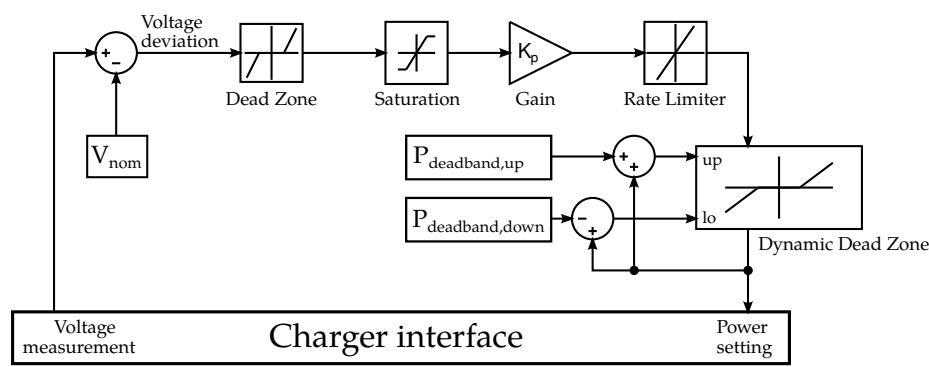 Voltage
deviation
Dead Zone
Saturation
K_p
Gain
Rate Limiter
V_nom
P_deadband,up
up
P_deadband,down
lo
Dynamic Dead Zone
Voltage
measurement
Charger interface
Power
setting